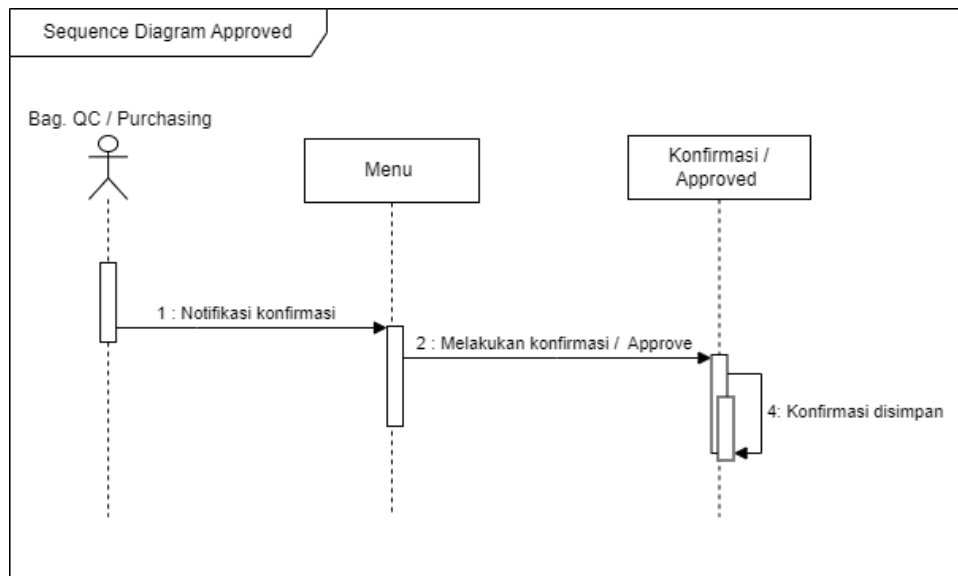 Sequence Diagram Approved
Bag. QC / Purchasing
Menu
Konfirmasi /
Approved
1 : Notifikasi konfirmasi
2 : Melakukan konfirmasi / Approve
4: Konfirmasi disimpan